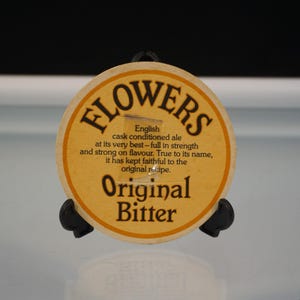 FLOWERS
English
cask conditioned ale
at its very best – full in strength
and strong on flavour. True to its name,
it has kept faithful to the
original
Original
Bitter